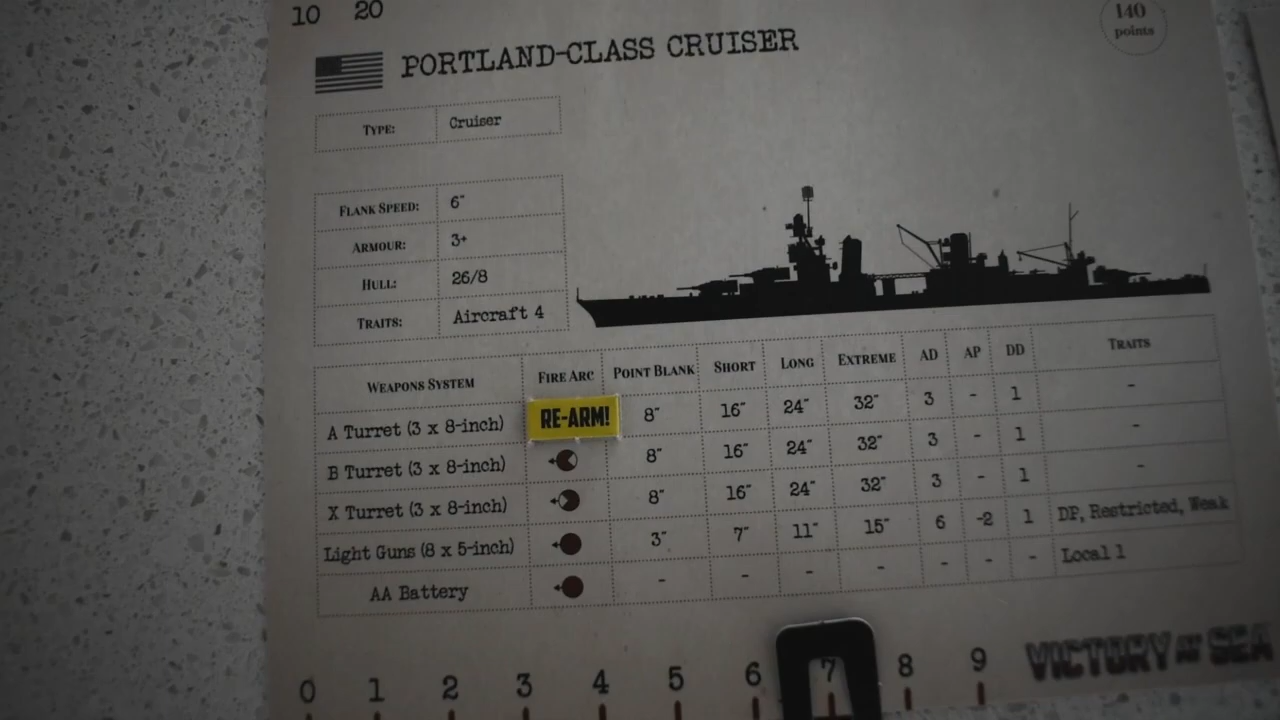 10 20
140
points
PORTLAND-CLASS CRUISER
TYPE: Cruiser
FLANK SPEED: 6"
ARMOUR: 3+
HULL: 26/8
TRAITS: Aircraft 4
WEAPONS SYSTEM FIRE ARC POINT BLANK SHORT LONG EXTREME AD AP DD TRAITS
A Turret (3 x 8-inch) RE-ARM! 8" 16" 24" 32" 3 - 1 -
B Turret (3 x 8-inch) 8" 16" 24" 32" 3 - 1 -
X Turret (3 x 8-inch) 8" 16" 24" 32" 3 - 1 -
Light Guns (8 x 5-inch) 3" 7" 11" 15" 6 -2 1 DP, Restricted, Weak
AA Battery - - - - - - - Local 1
0 1 2 3 4 5 6 7 8 9
VICTORY AT SEA